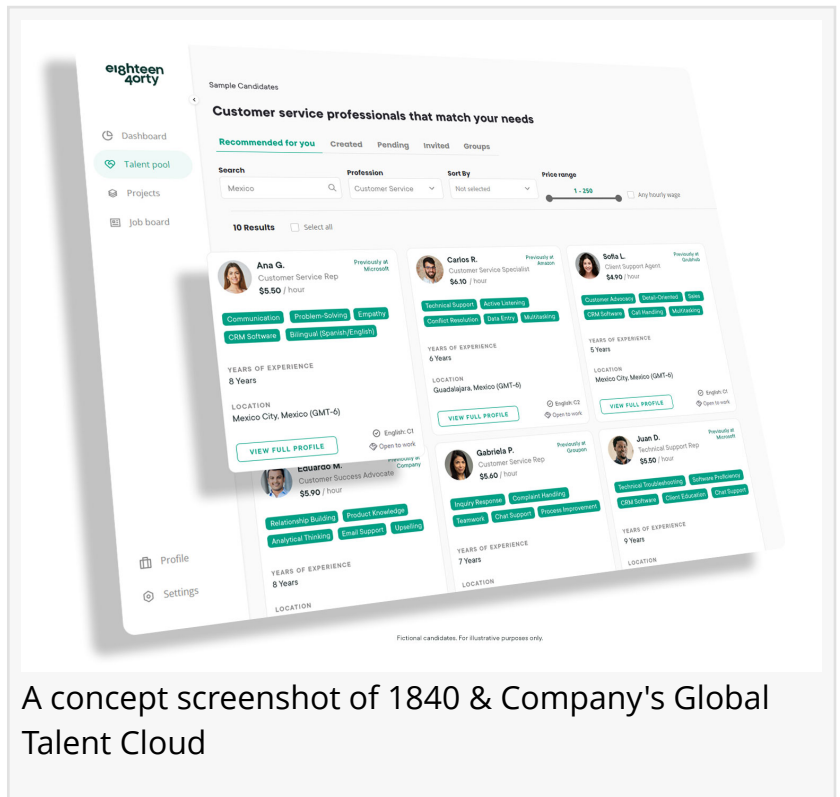 eighteen
4orty
Sample Candidates
Customer service professionals that match your needs
Dashboard
Talent pool
Projects
Job board
Profile
Settings
Recommended for you Created Pending Invited Groups
Search Profession Sort By Price range
Mexico Customer Service Not selected 1 - 250 Any hourly wage
10 Results Select all
Ana G.
Previously at
Microsoft
Customer Service Rep
$5.50 / hour
Communication Problem-Solving Empathy
CRM Software Bilingual (Spanish/English)
YEARS OF EXPERIENCE
8 Years
LOCATION
Mexico City, Mexico (GMT-6)
English: C1
Open to work
VIEW FULL PROFILE
Carlos R.
Previously at
Amazon
Customer Service Specialist
$6.10 / hour
Technical Support Active Listening
Conflict Resolution Data Entry Multitasking
YEARS OF EXPERIENCE
6 Years
LOCATION
Guadalajara, Mexico (GMT-6)
English: C2
Open to work
VIEW FULL PROFILE
Sofia L.
Previously at
Grubhub
Client Support Agent
$4.90 / hour
Customer Advocacy Detail-Oriented Sales
CRM Software Call Handling Multitasking
YEARS OF EXPERIENCE
5 Years
LOCATION
Mexico City, Mexico (GMT-6)
English: C1
Open to work
VIEW FULL PROFILE
Eduardo M.
Previously at
Company
Customer Success Advocate
$5.90 / hour
Relationship Building Product Knowledge
Analytical Thinking Email Support Upselling
YEARS OF EXPERIENCE
8 Years
LOCATION
Gabriela P.
Previously at
Groupon
Customer Service Rep
$5.60 / hour
Inquiry Response Complaint Handling
Teamwork Chat Support Process Improvement
YEARS OF EXPERIENCE
7 Years
LOCATION
Juan D.
Previously at
Microsoft
Technical Support Rep
$5.50 / hour
Technical Troubleshooting Software Proficiency
CRM Software Client Education Chat Support
YEARS OF EXPERIENCE
9 Years
LOCATION
Fictional candidates. For illustrative purposes only.
A concept screenshot of 1840 & Company's Global
Talent Cloud